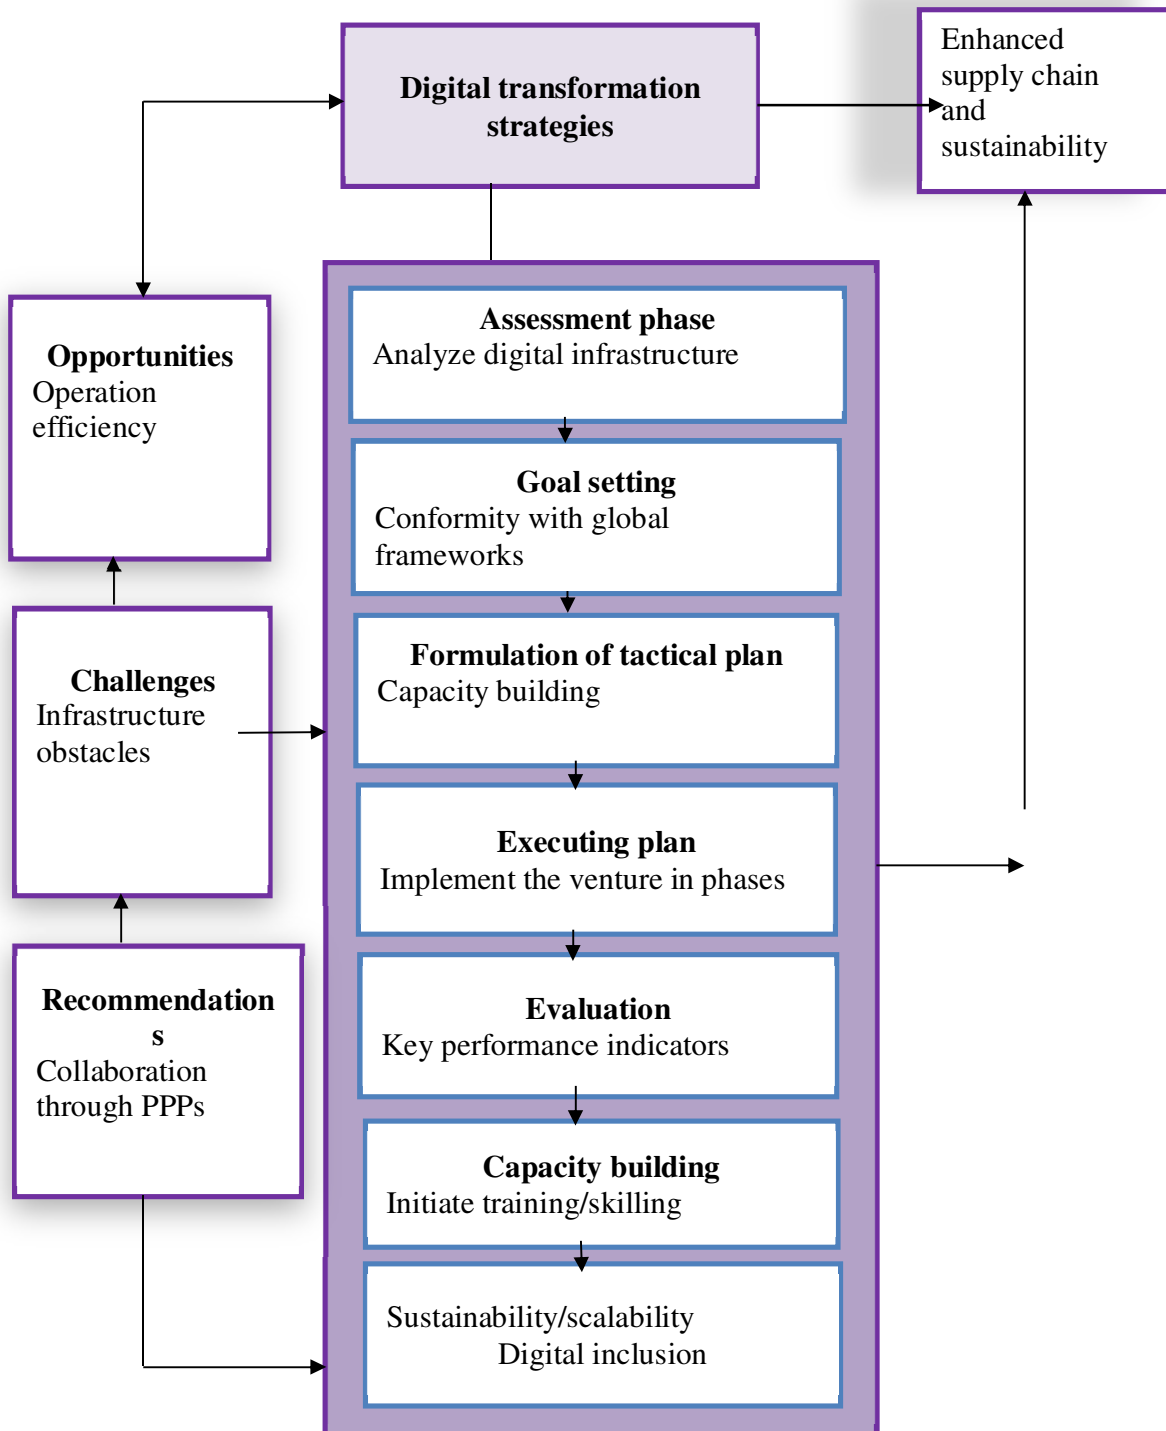 Digital transformation
strategies
Enhanced
supply chain
and
sustainability
Opportunities
Operation
efficiency
Challenges
Infrastructure
obstacles
Recommendation
s
Collaboration
through PPPs
Assessment phase
Analyze digital infrastructure
Goal setting
Conformity with global
frameworks
Formulation of tactical plan
Capacity building
Executing plan
Implement the venture in phases
Evaluation
Key performance indicators
Capacity building
Initiate training/skilling
Sustainability/scalability
Digital inclusion